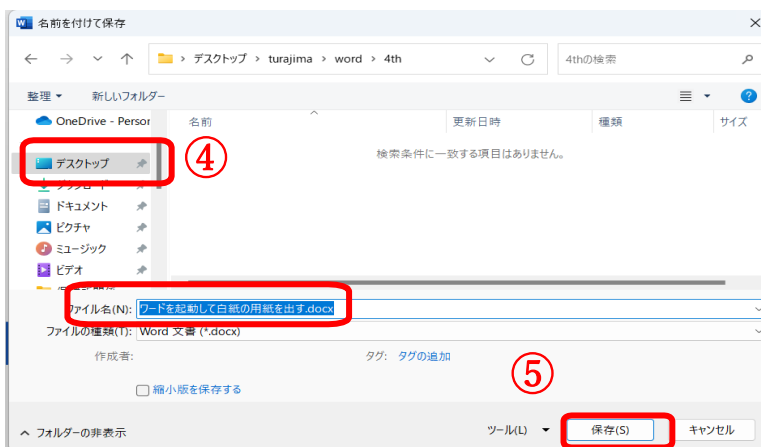 名前を付けて保存
デスクトップ > turajima > word > 4th
4thの検索
整理 新しいフォルダー
名前 更新日時 種類 サイズ
OneDrive - Person
検索条件に一致する項目はありません。
デスクトップ
④
ダウンロード
ドキュメント
ピクチャ
ミュージック
ビデオ
ファイル名(N): ワードを起動して白紙の用紙を出す.docx
ファイルの種類(T): Word 文書 (*.docx)
作成者: タグ: タグの追加
⑤
縮小版を保存する
フォルダーの非表示 ツール(L) 保存(S) キャンセル